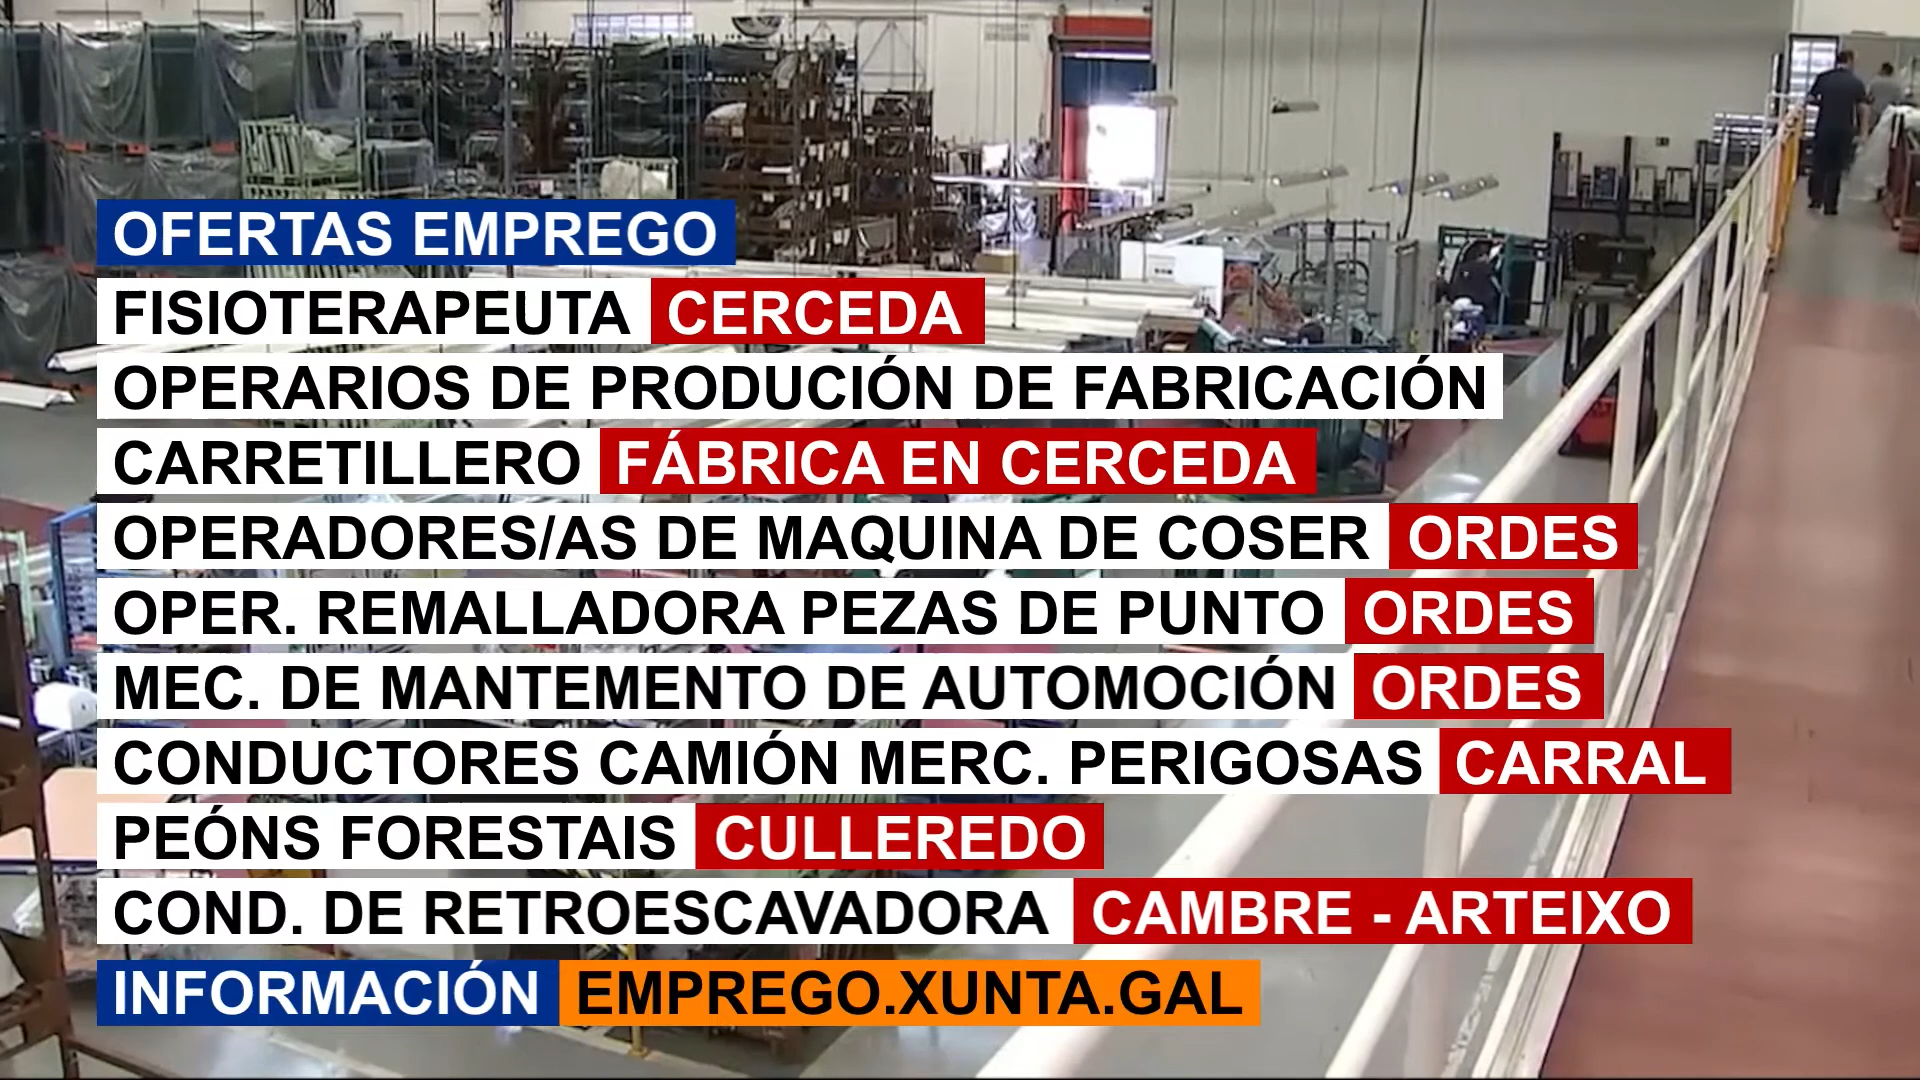 OFERTAS EMPREGO
FISIOTERAPEUTA CERCEDA
OPERARIOS DE PRODUCIÓN DE FABRICACIÓN
CARRETILLERO FÁBRICA EN CERCEDA
OPERADORES/AS DE MAQUINA DE COSER ORDES
OPER. REMALLADORA PEZAS DE PUNTO ORDES
MEC. DE MANTEMENTO DE AUTOMOCIÓN ORDES
CONDUCTORES CAMIÓN MERC. PERIGOSAS CARRAL
PEÓNS FORESTAIS CULLEREDO
COND. DE RETROESCAVADORA CAMBRE - ARTEIXO
INFORMACIÓN EMPREGO.XUNTA.GAL